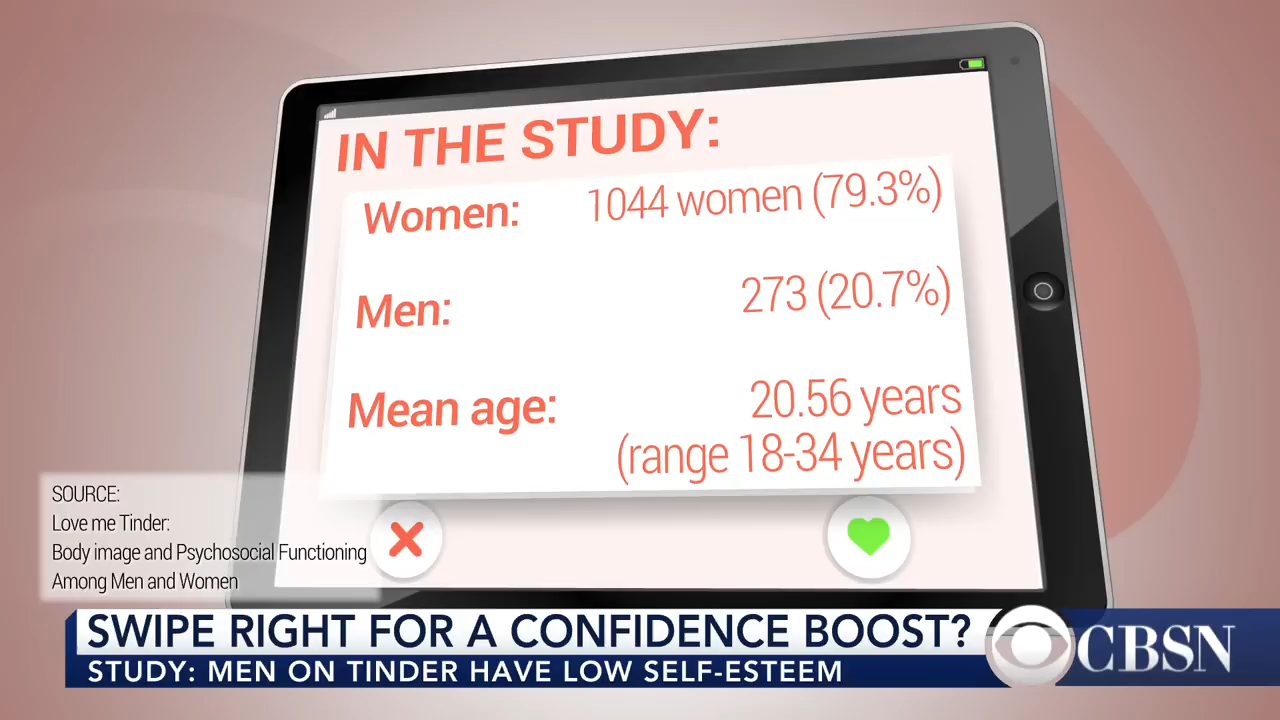 IN THE STUDY:
Women: 1044 women (79.3%)
Men: 273 (20.7%)
Mean age: 20.56 years
(range 18-34 years)
SOURCE:
Love me Tinder:
Body image and Psychosocial Functioning
Among Men and Women
SWIPE RIGHT FOR A CONFIDENCE BOOST?
STUDY: MEN ON TINDER HAVE LOW SELF-ESTEEM
CBSN